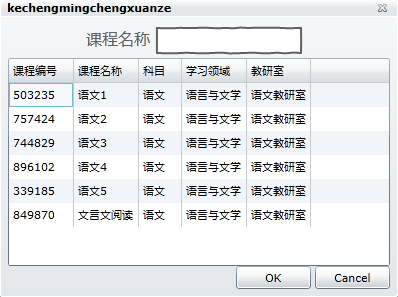 kechengmingchengxuanze
课程名称
课程编号 课程名称 科目 学习领域 教研室
503235 语文1 语文 语言与文学 语文教研室
757424 语文2 语文 语言与文学 语文教研室
744829 语文3 语文 语言与文学 语文教研室
896102 语文4 语文 语言与文学 语文教研室
339185 语文5 语文 语言与文学 语文教研室
849870 文言文阅读 语文 语言与文学 语文教研室
OK Cancel